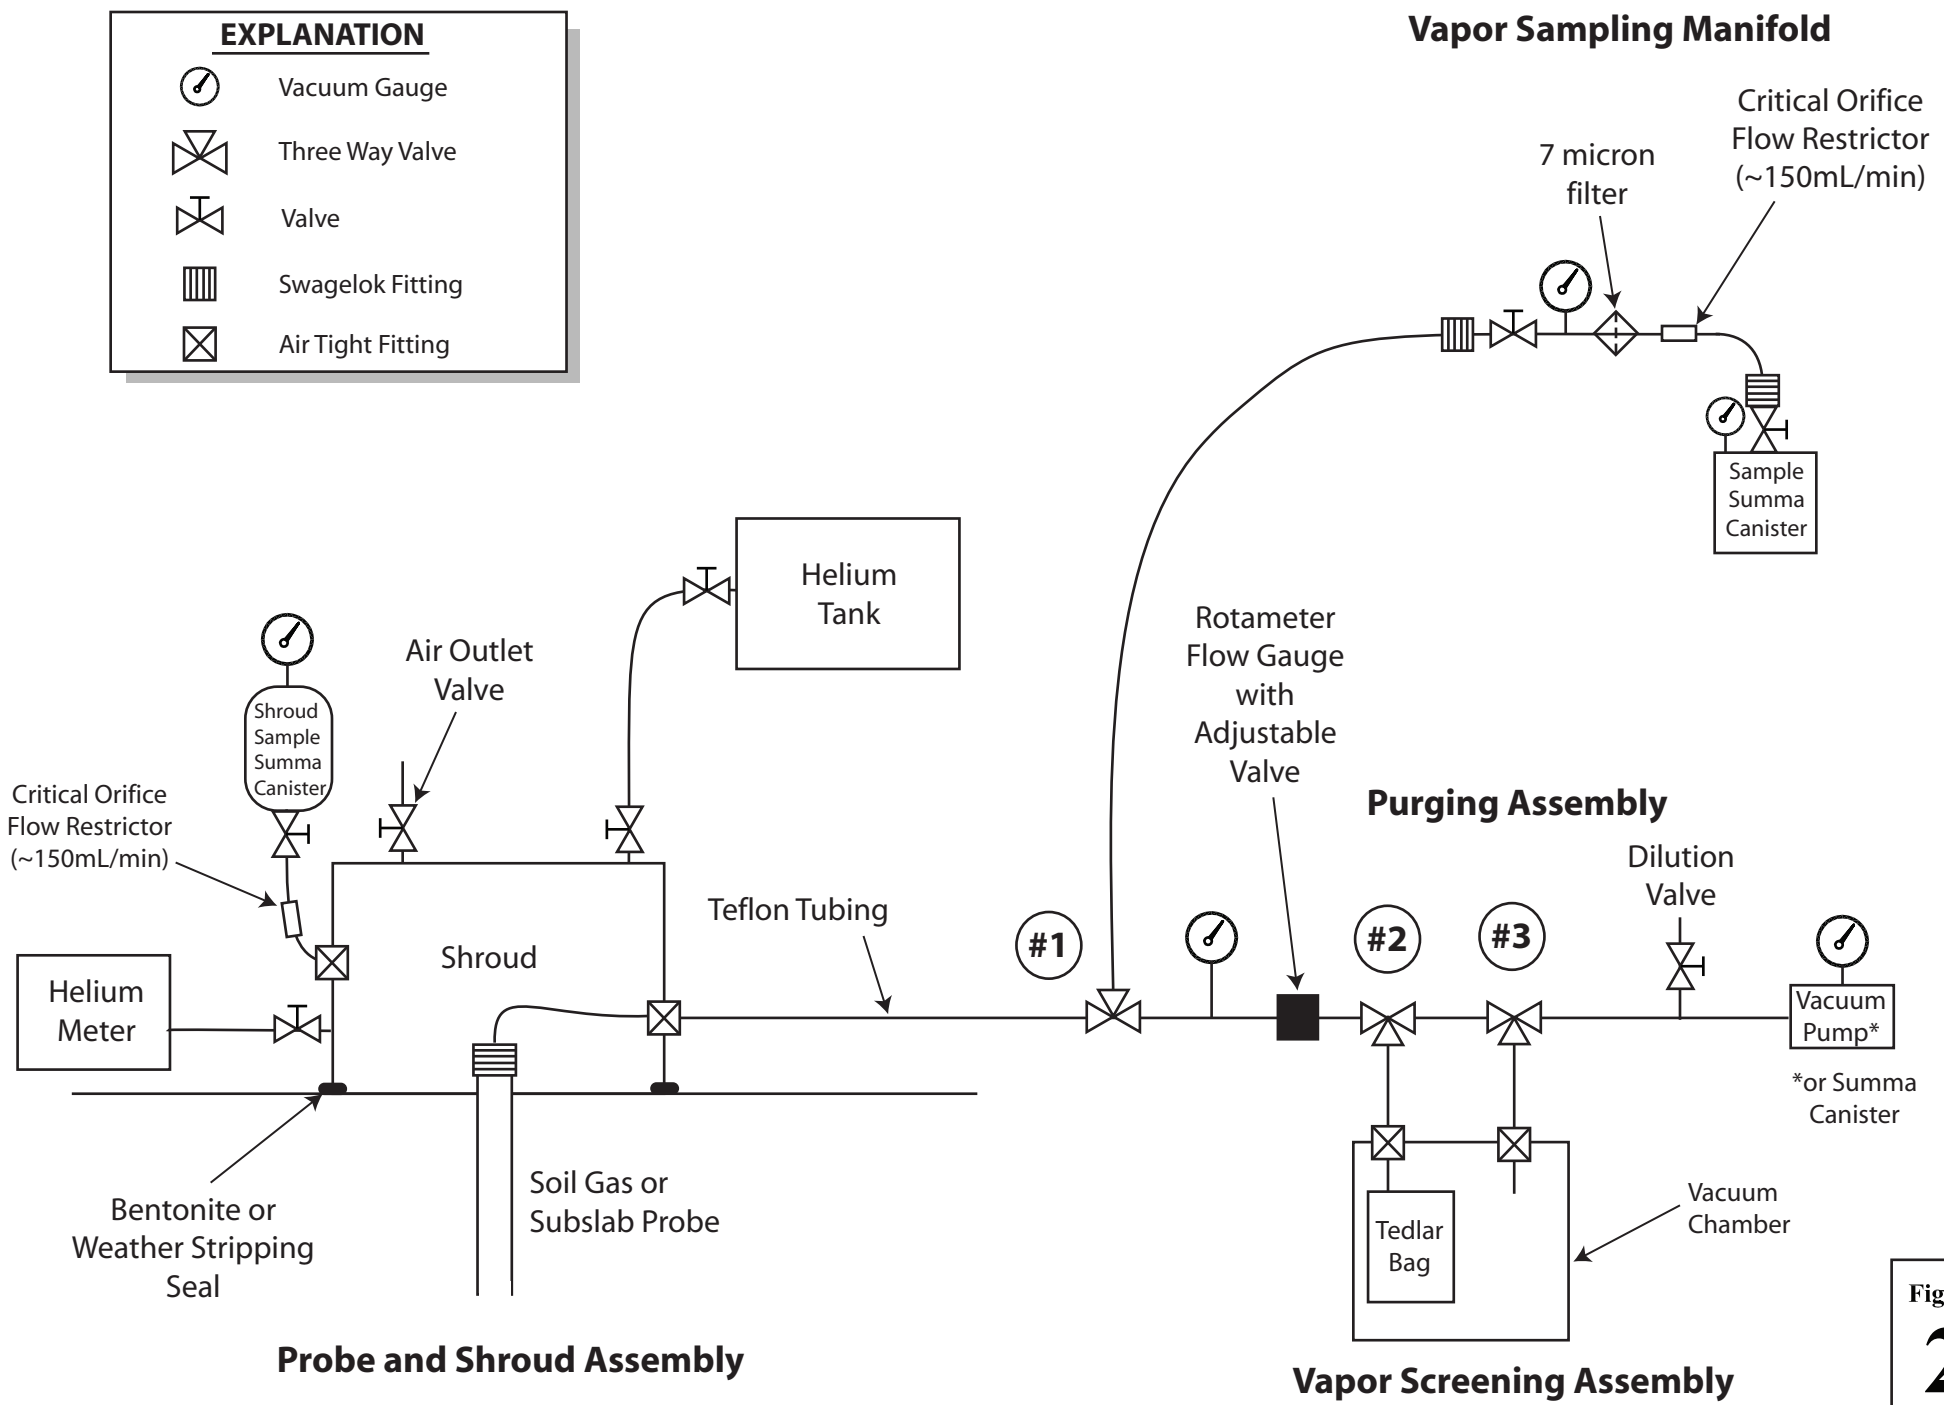 EXPLANATION
Vacuum Gauge
Three Way Valve
Valve
Swagelok Fitting
Air Tight Fitting
Vapor Sampling Manifold
Critical Orifice
Flow Restrictor
(~150mL/min)
7 micron
filter
Sample
Summa
Canister
Helium
Tank
Air Outlet
Valve
Shroud
Sample
Summa
Canister
Critical Orifice
Flow Restrictor
(~150mL/min)
Helium
Meter
Shroud
Teflon Tubing
Bentonite or
Weather Stripping
Seal
Soil Gas or
Subslab Probe
Probe and Shroud Assembly
Rotameter
Flow Gauge
with
Adjustable
Valve
Purging Assembly
Dilution
Valve
#1
#2
#3
Vacuum
Pump*
*or Summa
Canister
Tedlar
Bag
Vacuum
Chamber
Vapor Screening Assembly
Fig
2